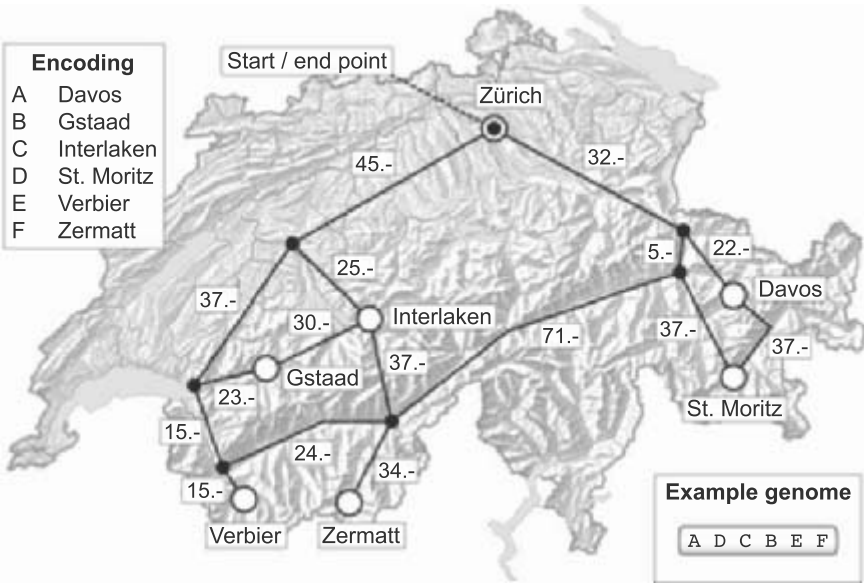 Start / end point
Encoding
A Davos
B Gstaad
C Interlaken
D St. Moritz
E Verbier
F Zermatt
Zürich
45.-
32.-
25.-
5.-
22.-
37.-
30.-
Interlaken
Davos
71.-
37.-
37.-
37.-
Gstaad
23.-
St. Moritz
15.-
24.-
34.-
15.-
Verbier
Zermatt
Example genome
A D C B E F